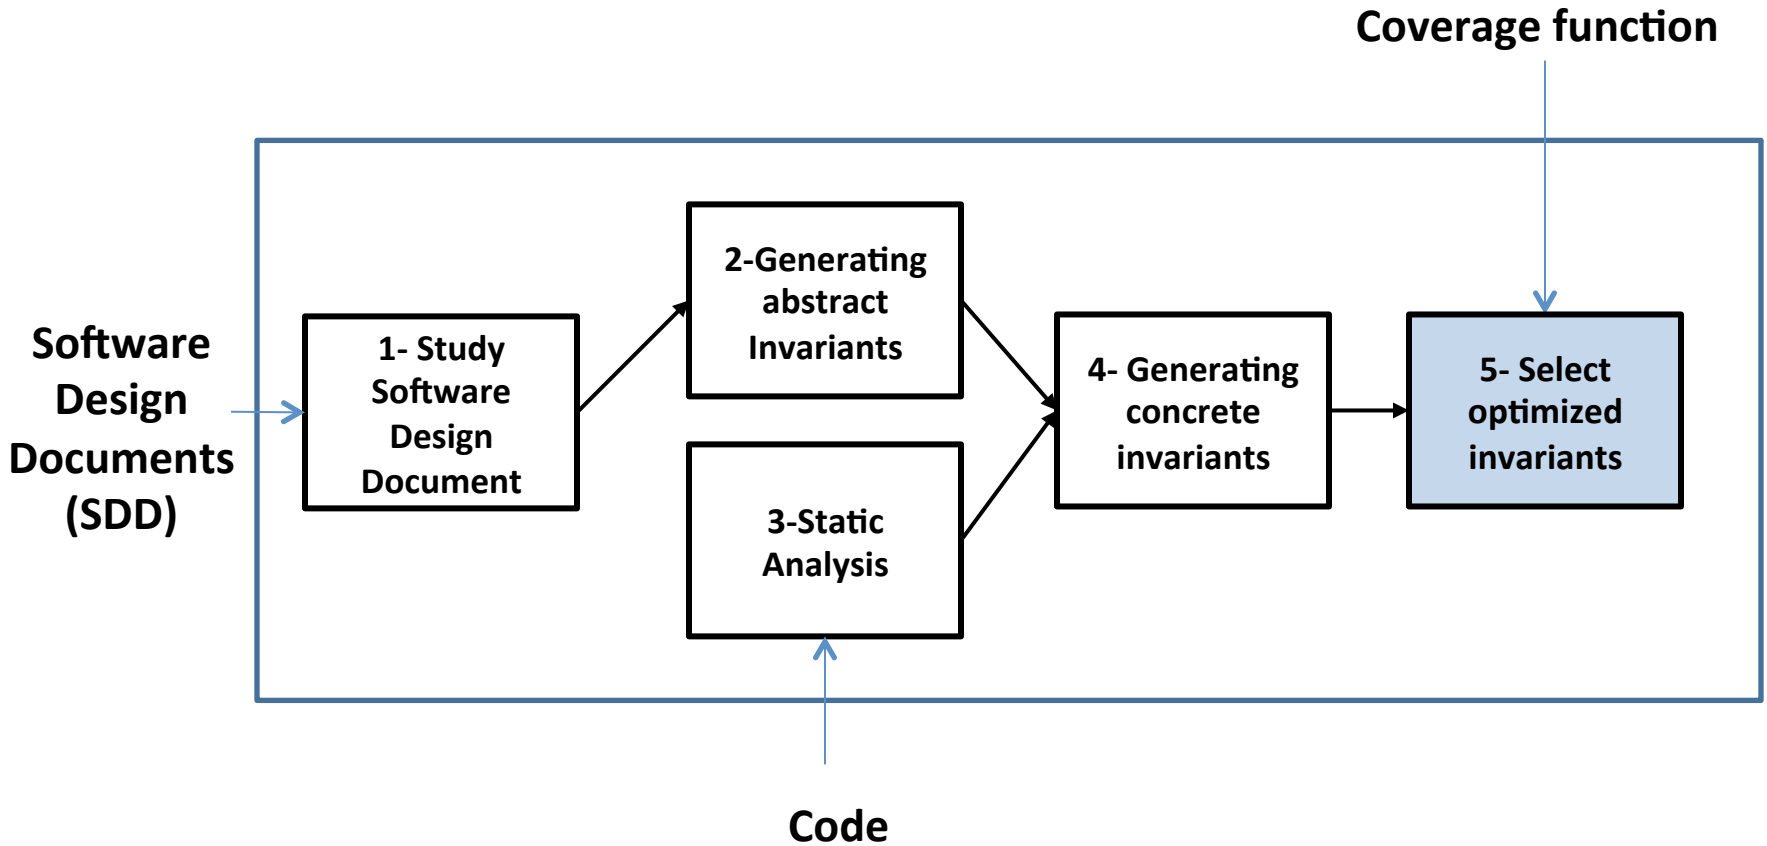 Coverage function
Software
Design
Documents
(SDD)
1- Study
Software
Design
Document
2-Generating
abstract
Invariants
3-Static
Analysis
4- Generating
concrete
invariants
5- Select
optimized
invariants
Code